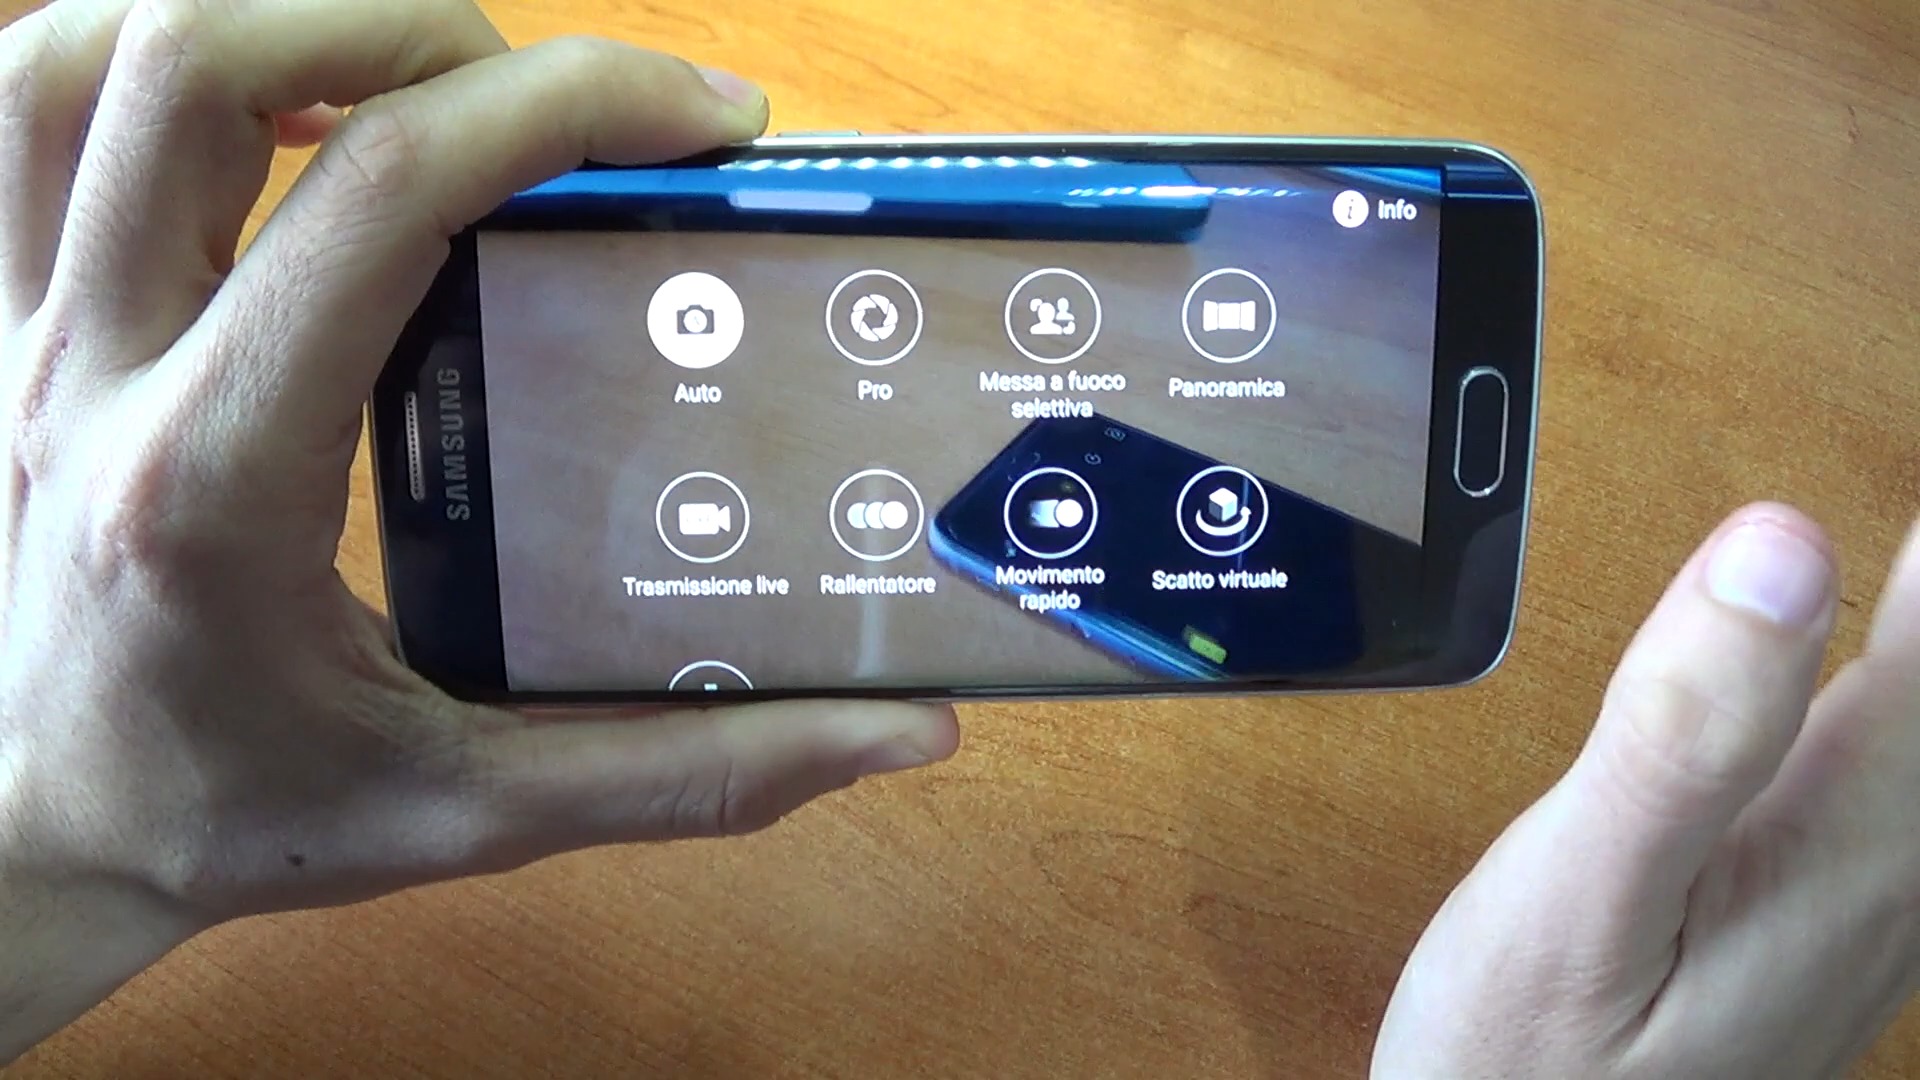 Info
Auto
Pro
Messa a fuoco
selettiva
Panoramica
Trasmissione live
Rallentatore
Movimento
rapido
Scatto virtuale
SAMSUNG